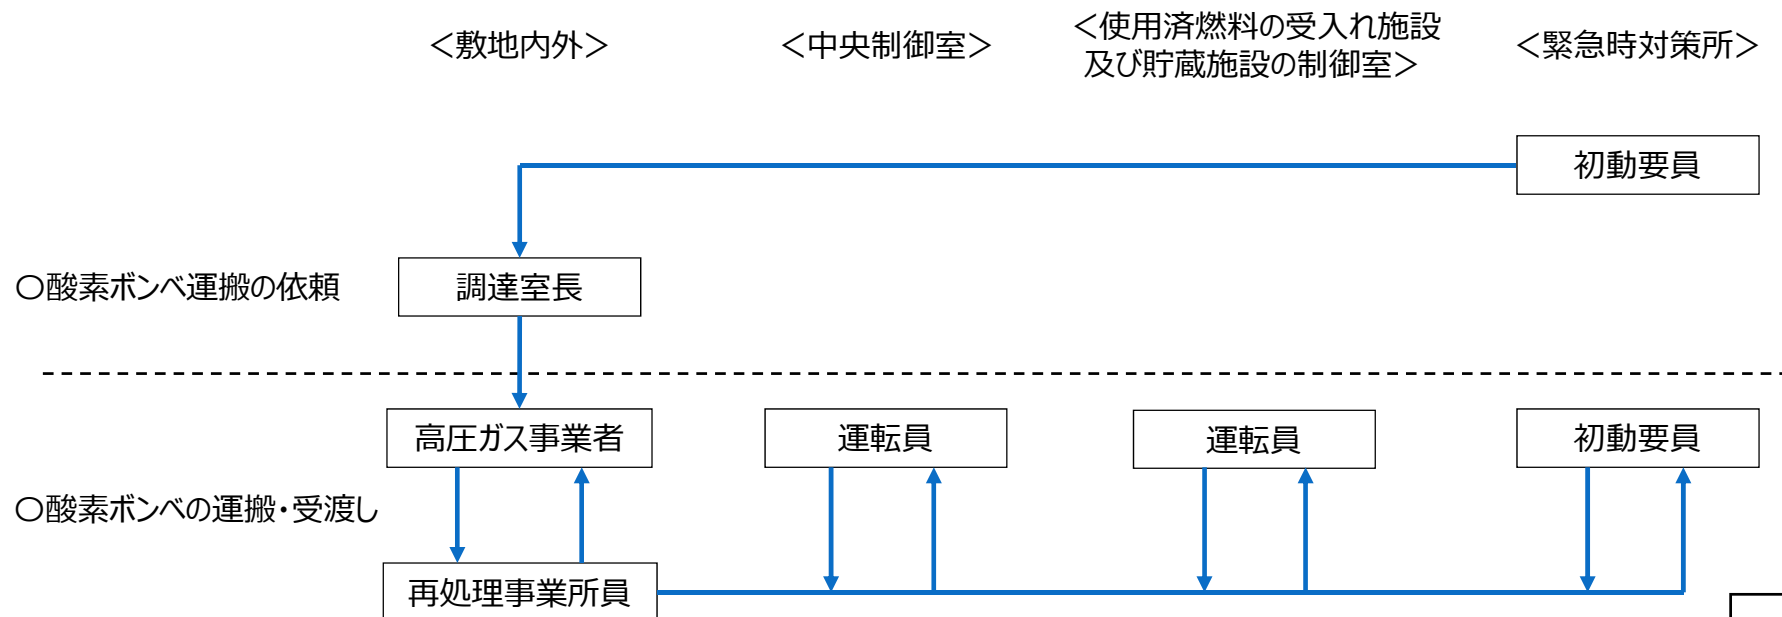 ＜敷地内外＞
＜中央制御室＞
＜使用済燃料の受入れ施設
及び貯蔵施設の制御室＞
＜緊急時対策所＞
初動要員
○酸素ボンベ運搬の依頼
調達室長
高圧ガス事業者
運転員
運転員
初動要員
○酸素ボンベの運搬・受渡し
再処理事業所員